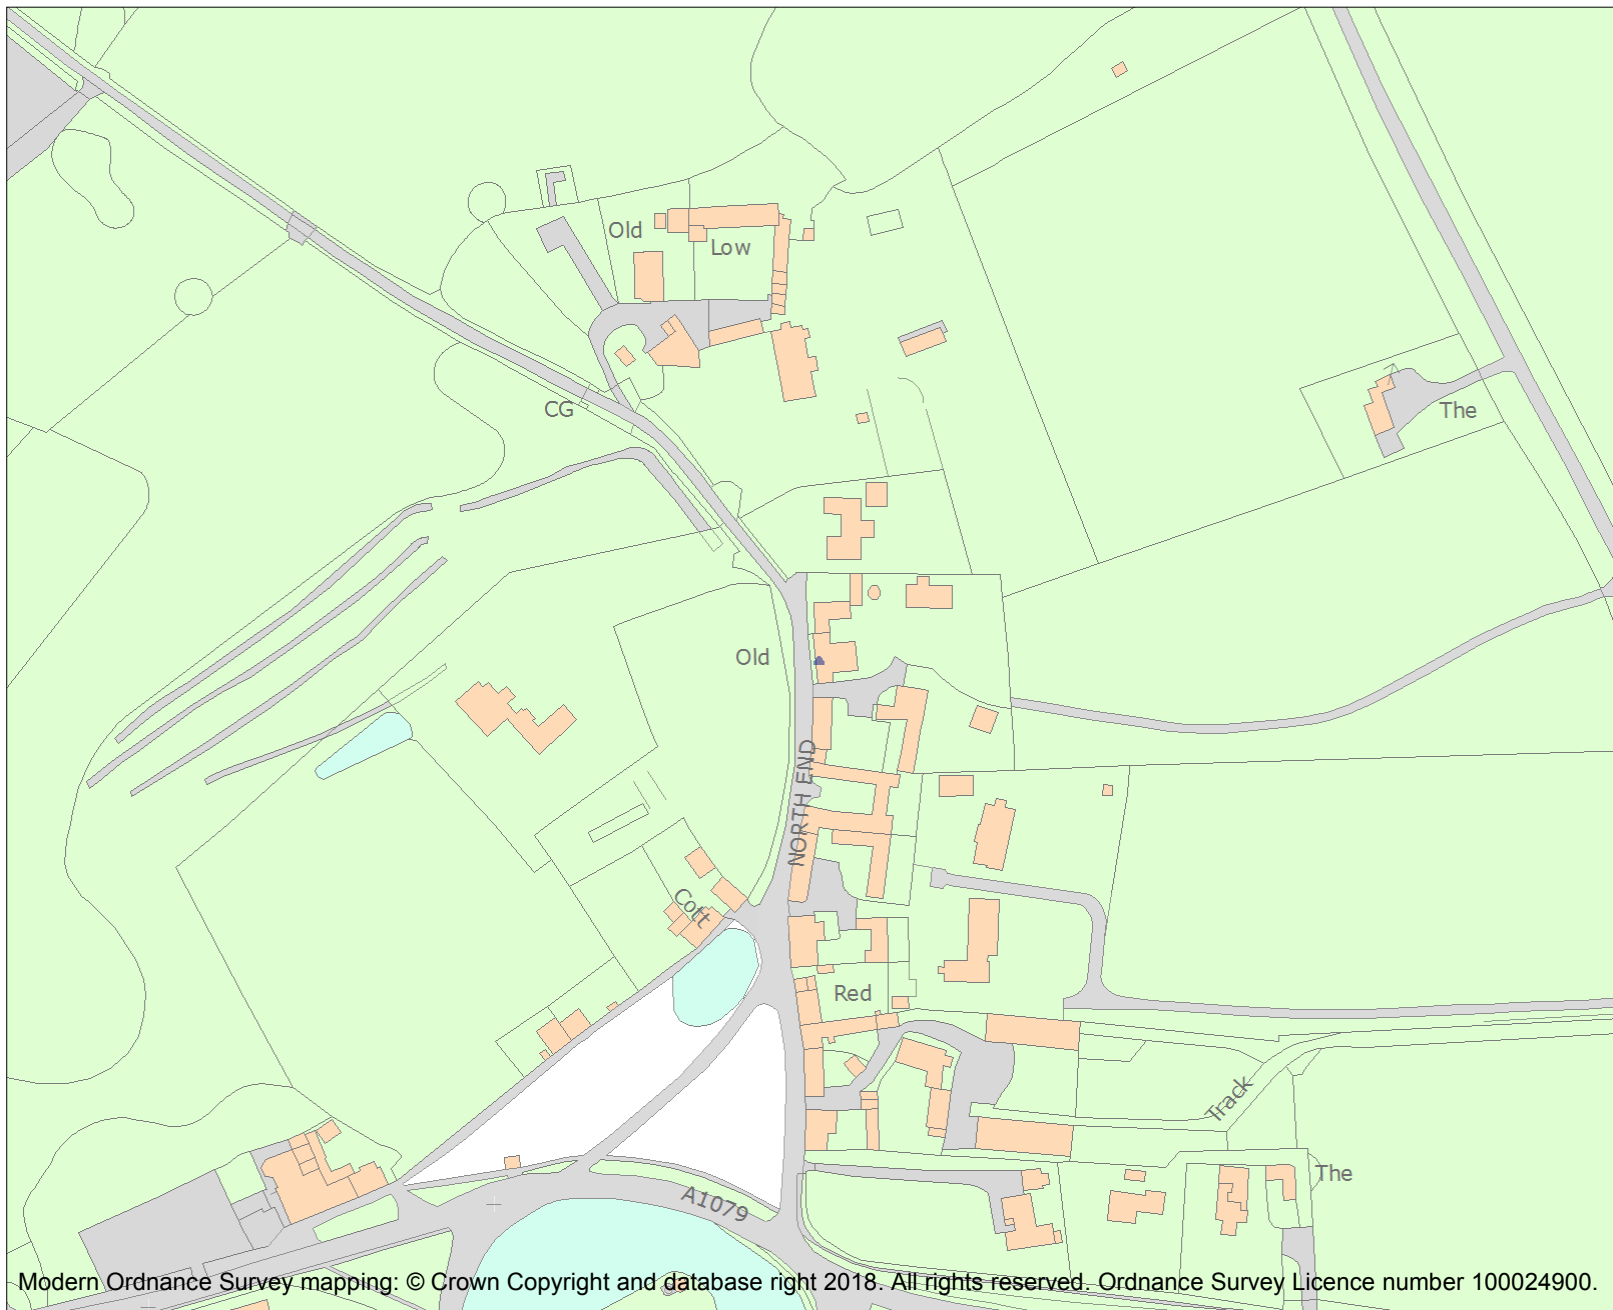 Old
Low
CG
The
Old
NORTH END
Cott
Red
Track
The
A1079
Modern Ordnance Survey mapping: © Crown Copyright and database right 2018. All rights reserved. Ordnance Survey Licence number 100024900.